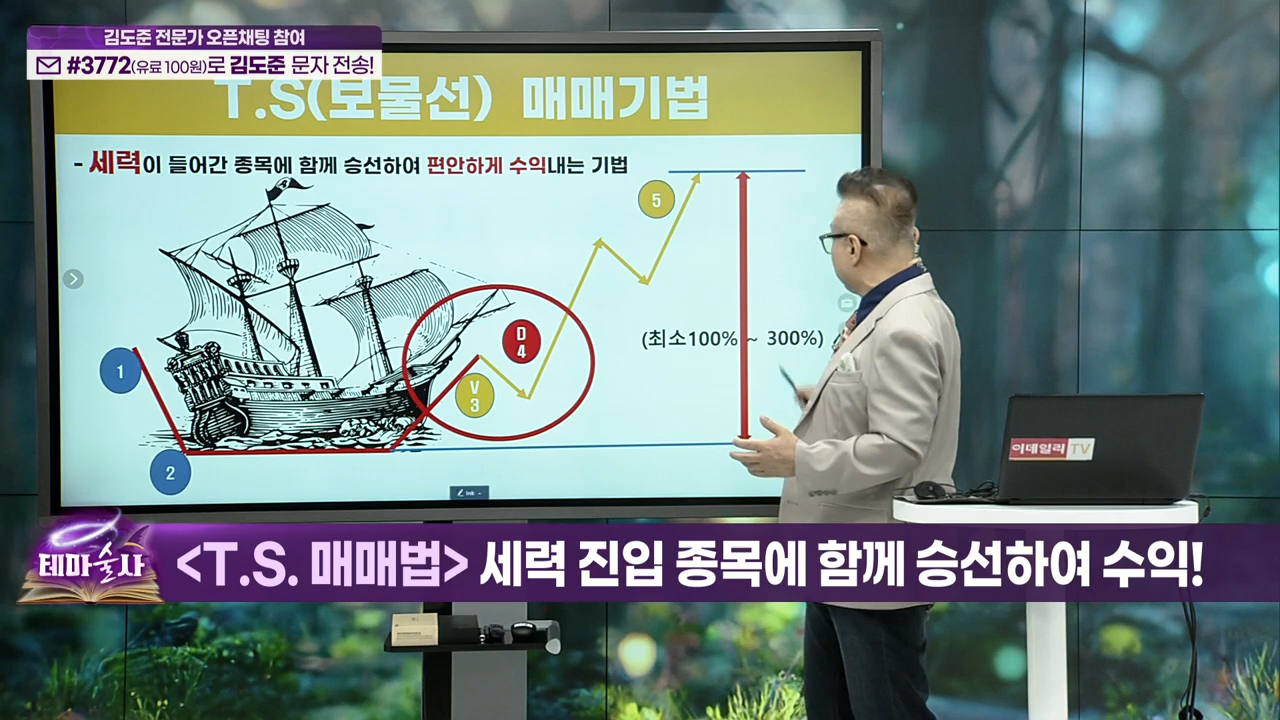 김도준 전문가 오픈채팅 참여
#3772(유료 100원)로 김도준 문자 전송!
T.S(보물선) 매매기법
- 세력이 들어간 종목에 함께 승선하여 편안하게 수익내는 기법
5
D
4
(최소100% ~ 300%)
1
V
3
2
Ink
이데일리 TV
테마술사
<T.S. 매매법> 세력 진입 종목에 함께 승선하여 수익!